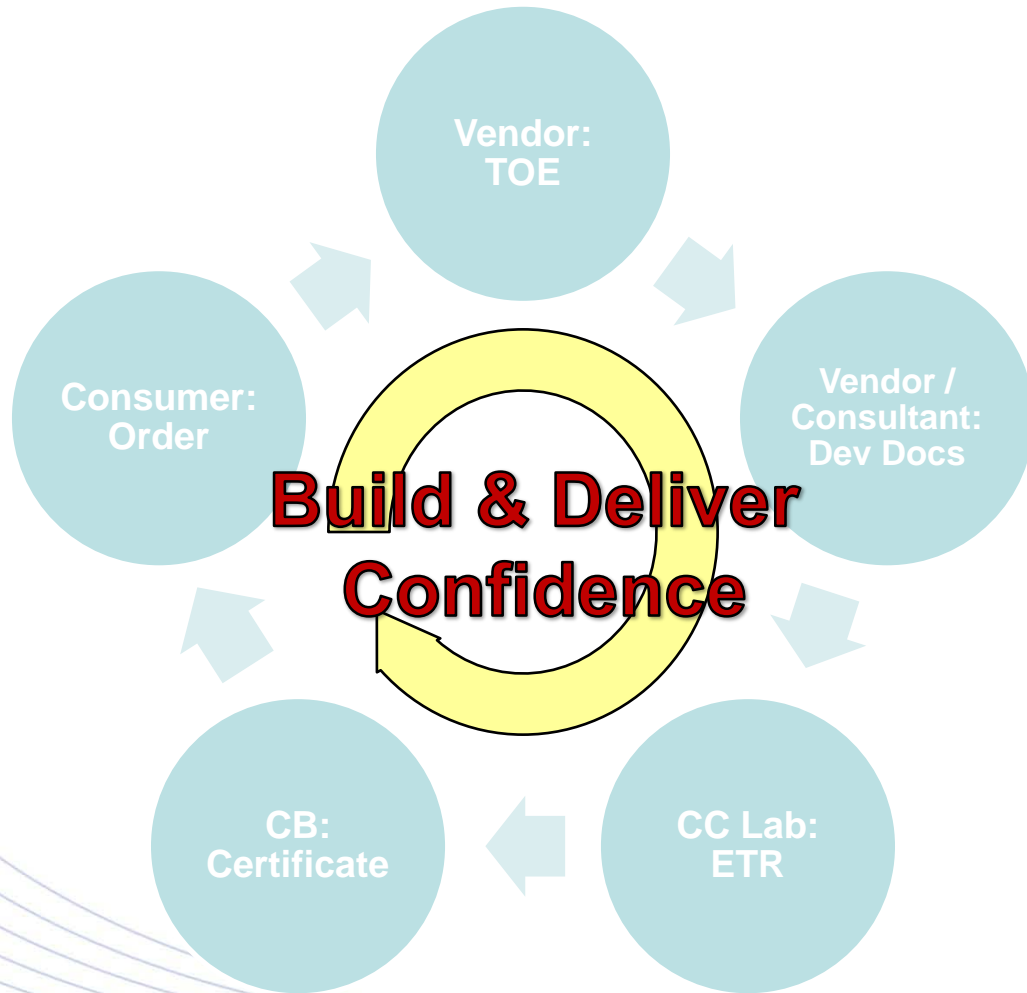 Vendor:
TOE
Consumer:
Order
Vendor /
Consultant:
Dev Docs
Build & Deliver
Confidence
CB:
Certificate
CC Lab:
ETR